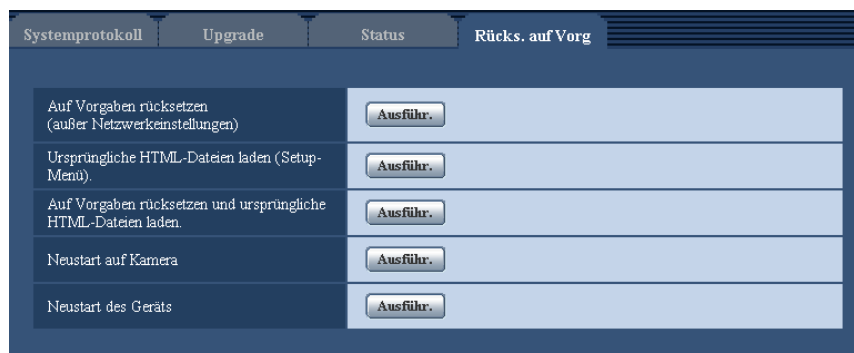 Systemprotokoll Upgrade Status Rücks. auf Vorg
Auf Vorgaben rücksetzen
(außer Netzwerkeinstellungen)
Ausführ.
Ursprüngliche HTML-Dateien laden (Setup-
Menü).
Ausführ.
Auf Vorgaben rücksetzen und ursprüngliche
HTML-Dateien laden.
Ausführ.
Neustart auf Kamera
Ausführ.
Neustart des Geräts
Ausführ.